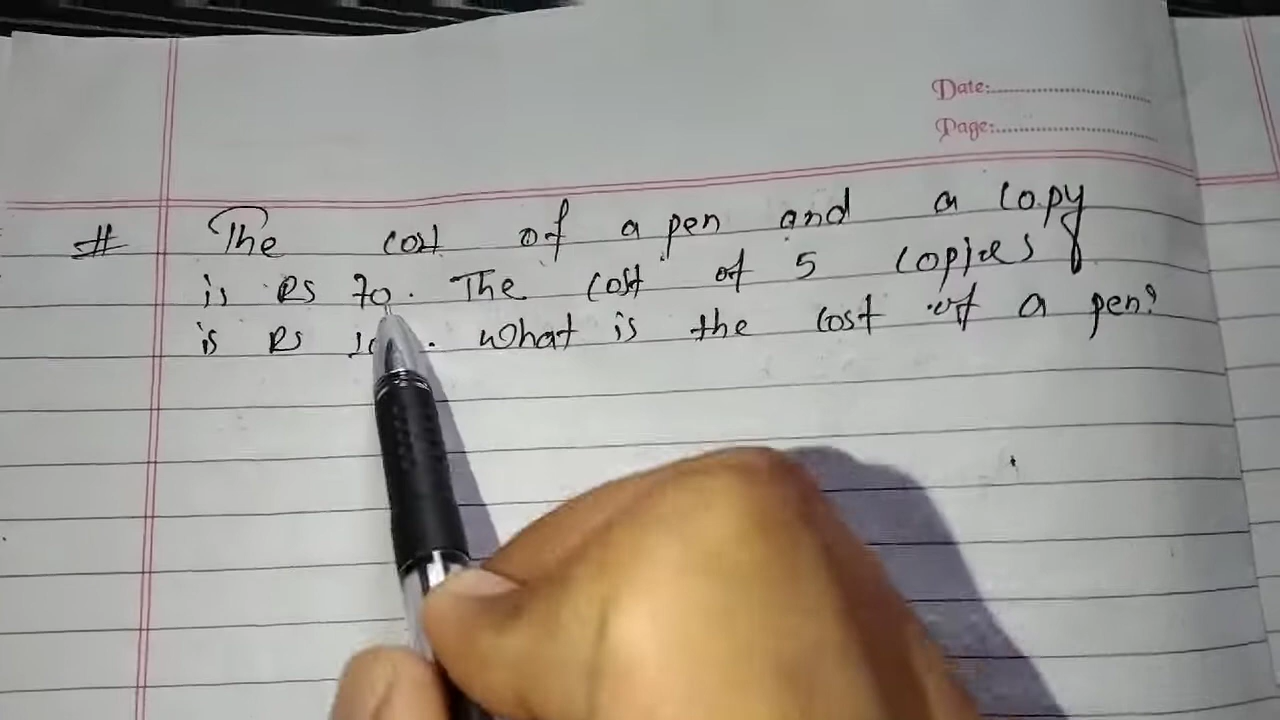 Date:
Page:
# The cost of a pen and a copy
is RS 70. The cost of 5 copies
is RS . What is the cost of a pen?